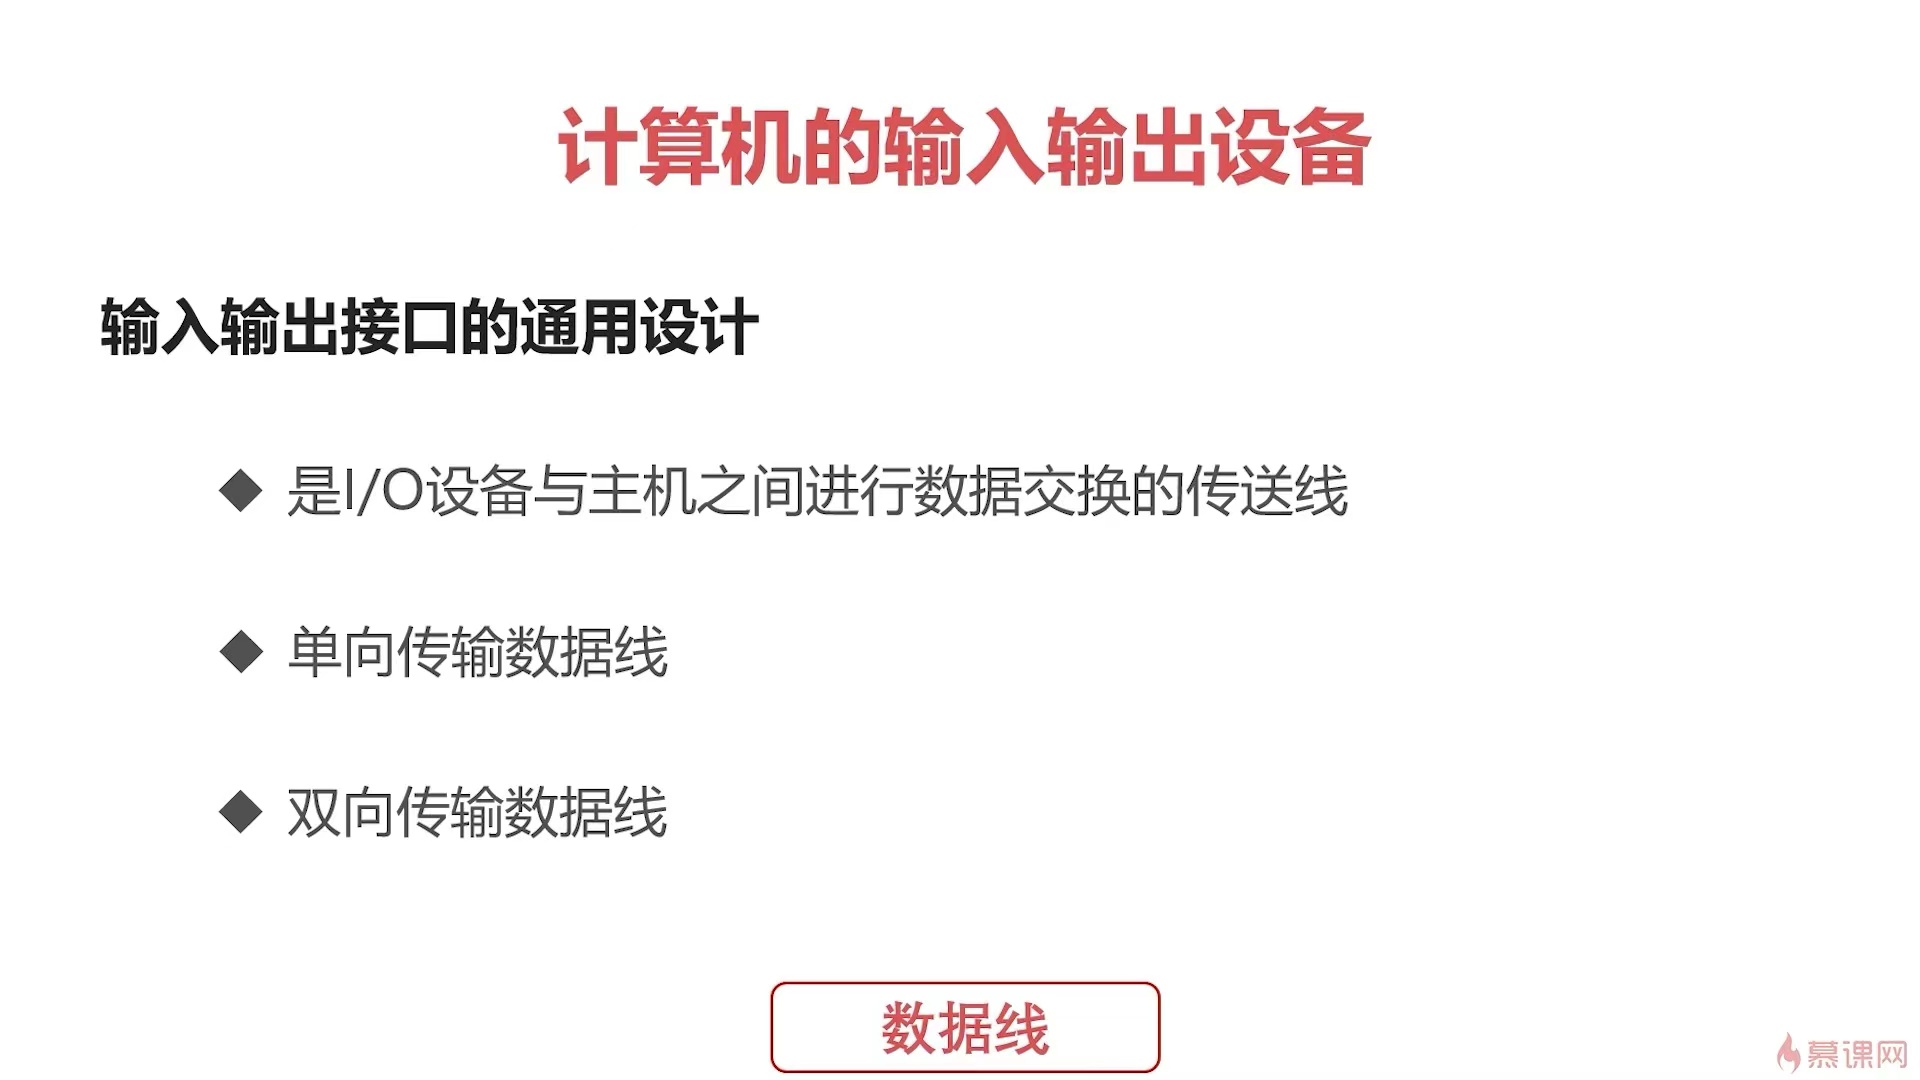 计算机的输入输出设备
输入输出接口的通用设计
◆ 是I/O设备与主机之间进行数据交换的传送线
◆ 单向传输数据线
◆ 双向传输数据线
数据线
慕课网